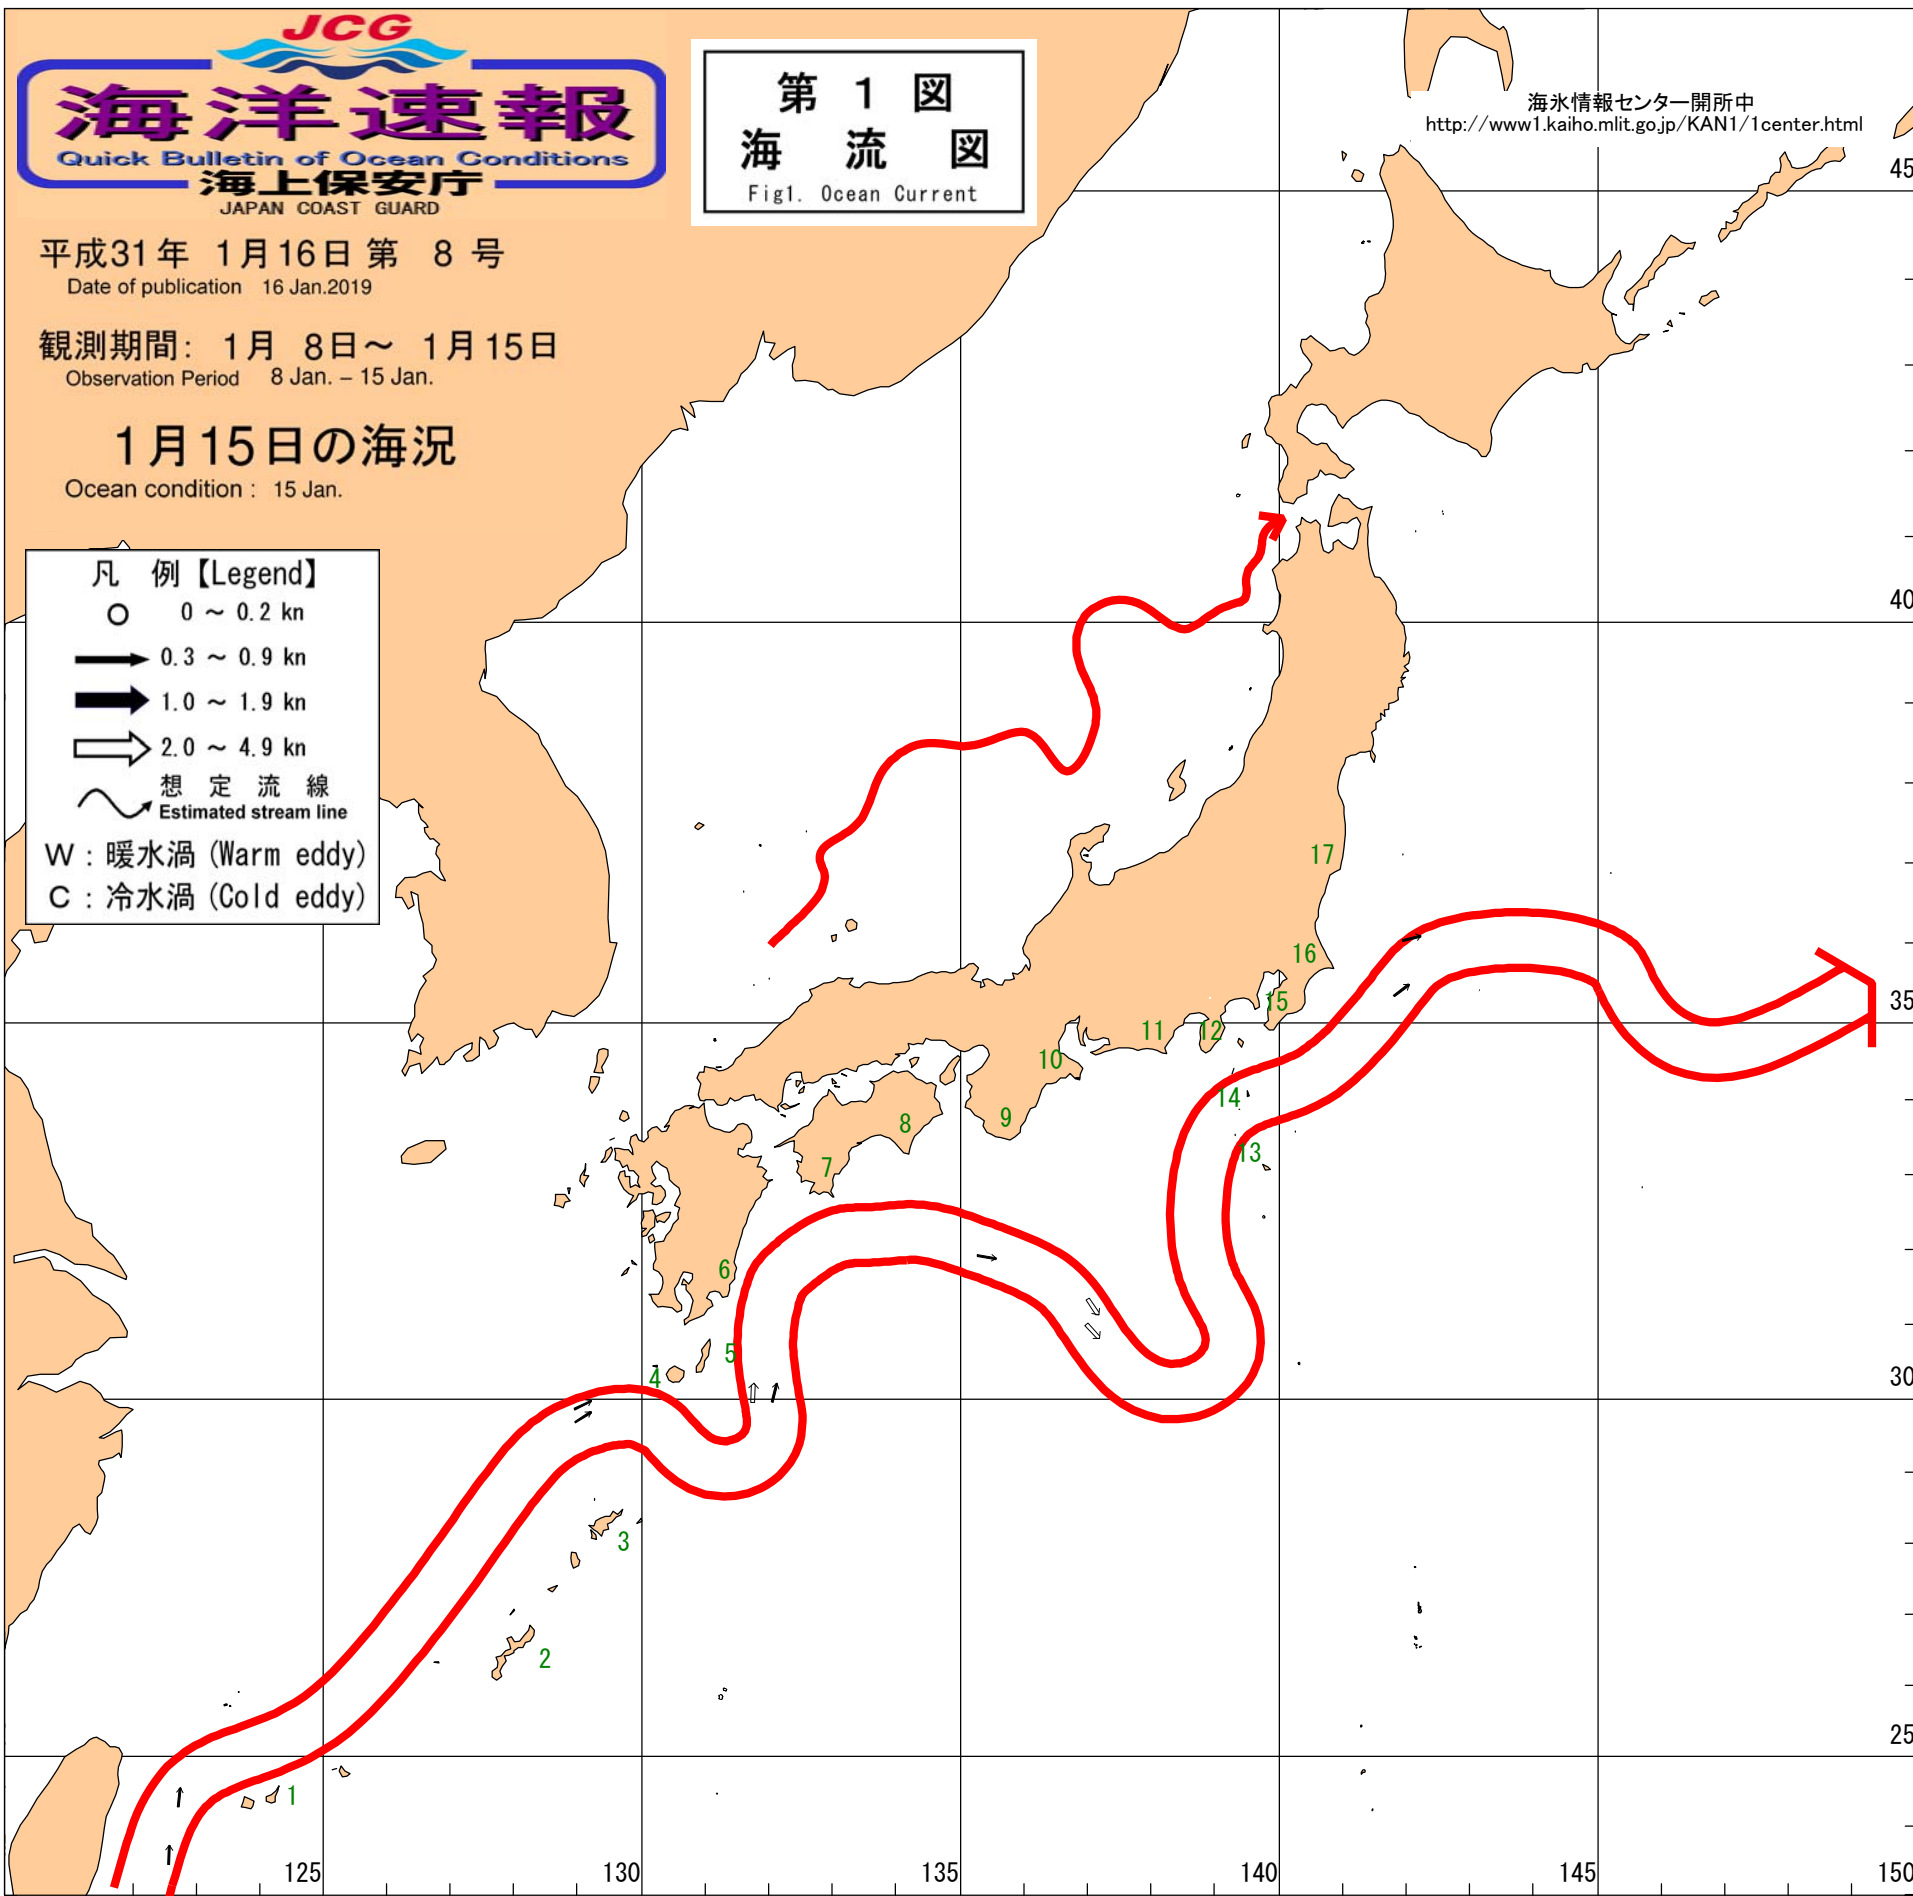 JCG
海洋速報
Quick Bulletin of Ocean Conditions
海上保安庁
JAPAN COAST GUARD
第 1 図
海 流 図
Fig1. Ocean Current
海氷情報センター開所中
http://www1.kaiho.mlit.go.jp/KAN1/1center.html
平成31年 1月16日 第 8 号
Date of publication 16 Jan.2019
観測期間: 1月 8日～ 1月15日
Observation Period 8 Jan. – 15 Jan.
1月15日の海況
Ocean condition : 15 Jan.
凡 例【Legend】
0 ～ 0.2 kn
0.3 ～ 0.9 kn
1.0 ～ 1.9 kn
2.0 ～ 4.9 kn
想 定 流 線
Estimated stream line
W : 暖水渦 (Warm eddy)
C : 冷水渦 (Cold eddy)
45
40
17
16
35
15
12
11
10
14
9
8
13
7
6
5
4
30
3
2
25
1
125
130
135
140
145
150